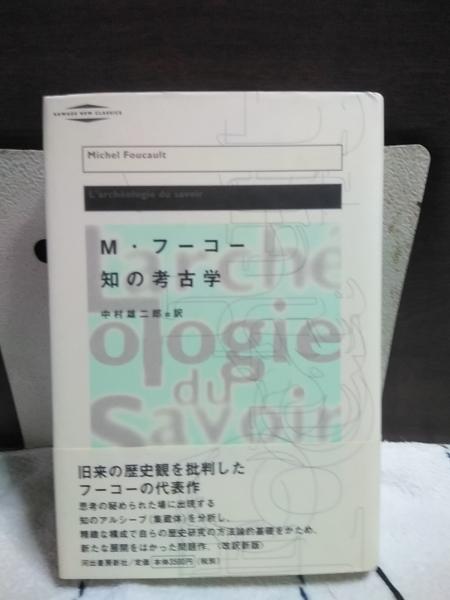 KAWADE NEW CLASSICS
Michel Foucault
L'archéologie du savoir
M・フーコー
知の考古学
中村雄二郎=訳
L'arché
ologie
du
Savoir
旧来の歴史観を批判した
フーコーの代表作
思考の秘められた場に出現する
知のアルシーブ(集蔵体)を分析し、
精緻な構成で自らの歴史研究の方法論的基礎をかため、
新たな展開をはかった問題作。〈改訳新版〉
河出書房新社/定価 本体3500円(税別)